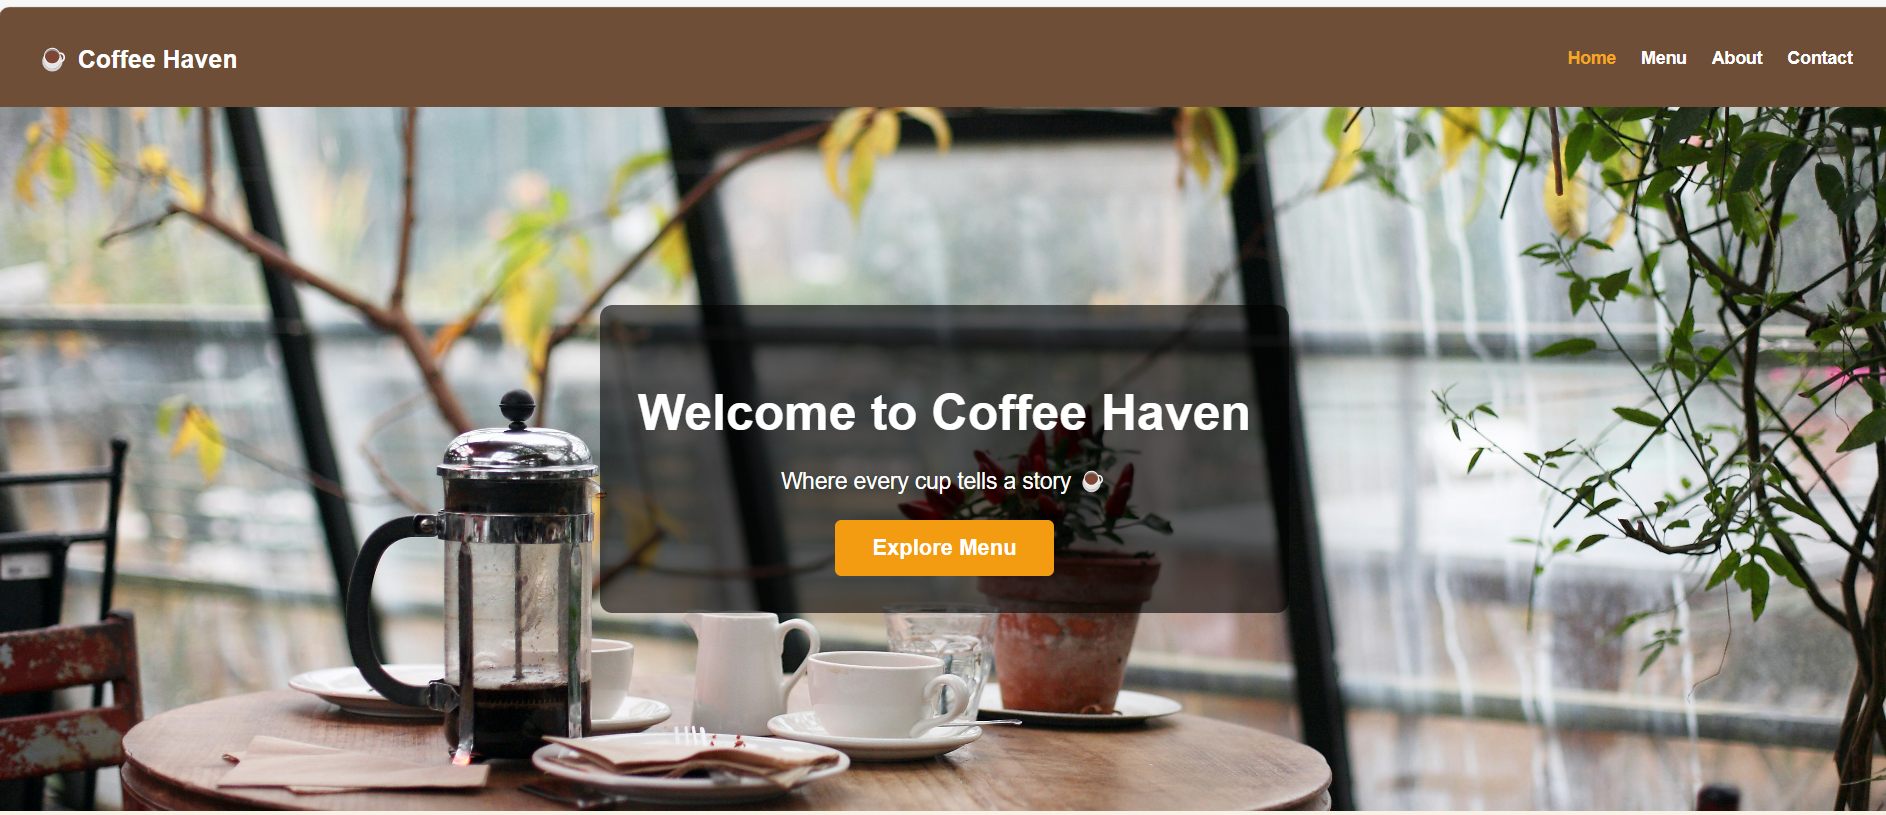 ☕ Coffee Haven
Home Menu About Contact
Welcome to Coffee Haven
Where every cup tells a story ☕
Explore Menu